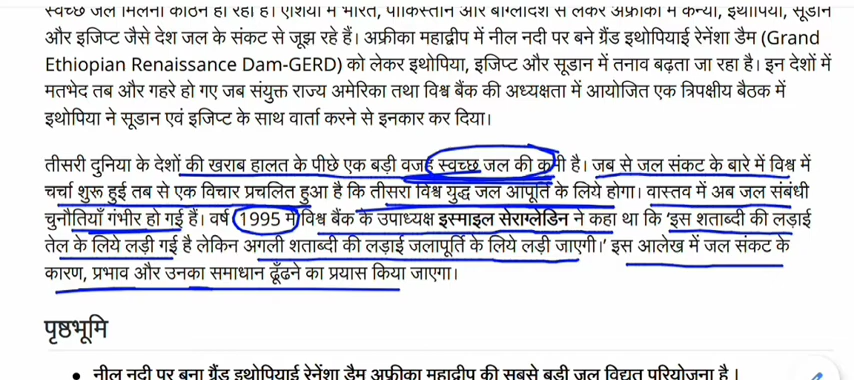 स्वच्छ जल मिलना कठिन हो रहा है। एशिया में भारत, पाकिस्तान और बांग्लादेश से लेकर अफ्रीका में केन्या, इथोपिया, सूडान
और इजिप्ट जैसे देश जल के संकट से जूझ रहे हैं। अफ्रीका महाद्वीप में नील नदी पर बने ग्रैंड इथोपियाई रेनेंशा डैम (Grand
Ethiopian Renaissance Dam-GERD) को लेकर इथोपिया, इजिप्ट और सूडान में तनाव बढ़ता जा रहा है। इन देशों में
मतभेद तब और गहरे हो गए जब संयुक्त राज्य अमेरिका तथा विश्व बैंक की अध्यक्षता में आयोजित एक त्रिपक्षीय बैठक में
इथोपिया ने सूडान एवं इजिप्ट के साथ वार्ता करने से इनकार कर दिया।
तीसरी दुनिया के देशों की खराब हालत के पीछे एक बड़ी वजह स्वच्छ जल की कमी है। जब से जल संकट के बारे में विश्व में
चर्चा शुरू हुई तब से एक विचार प्रचलित हुआ है कि तीसरा विश्व युद्ध जल आपूर्ति के लिये होगा। वास्तव में अब जल संबंधी
चुनौतियाँ गंभीर हो गई हैं। वर्ष 1995 में विश्व बैंक के उपाध्यक्ष इस्माइल सेराग्लेडिन ने कहा था कि ‘इस शताब्दी की लड़ाई
तेल के लिये लड़ी गई है लेकिन अगली शताब्दी की लड़ाई जलापूर्ति के लिये लड़ी जाएगी।’ इस आलेख में जल संकट के
कारण, प्रभाव और उनका समाधान ढूँढने का प्रयास किया जाएगा।
पृष्ठभूमि
• नील नदी पर बना ग्रैंड इथोपियाई रेनेंशा डैम अफ्रीका महाद्वीप की सबसे बड़ी जल विद्युत परियोजना है।